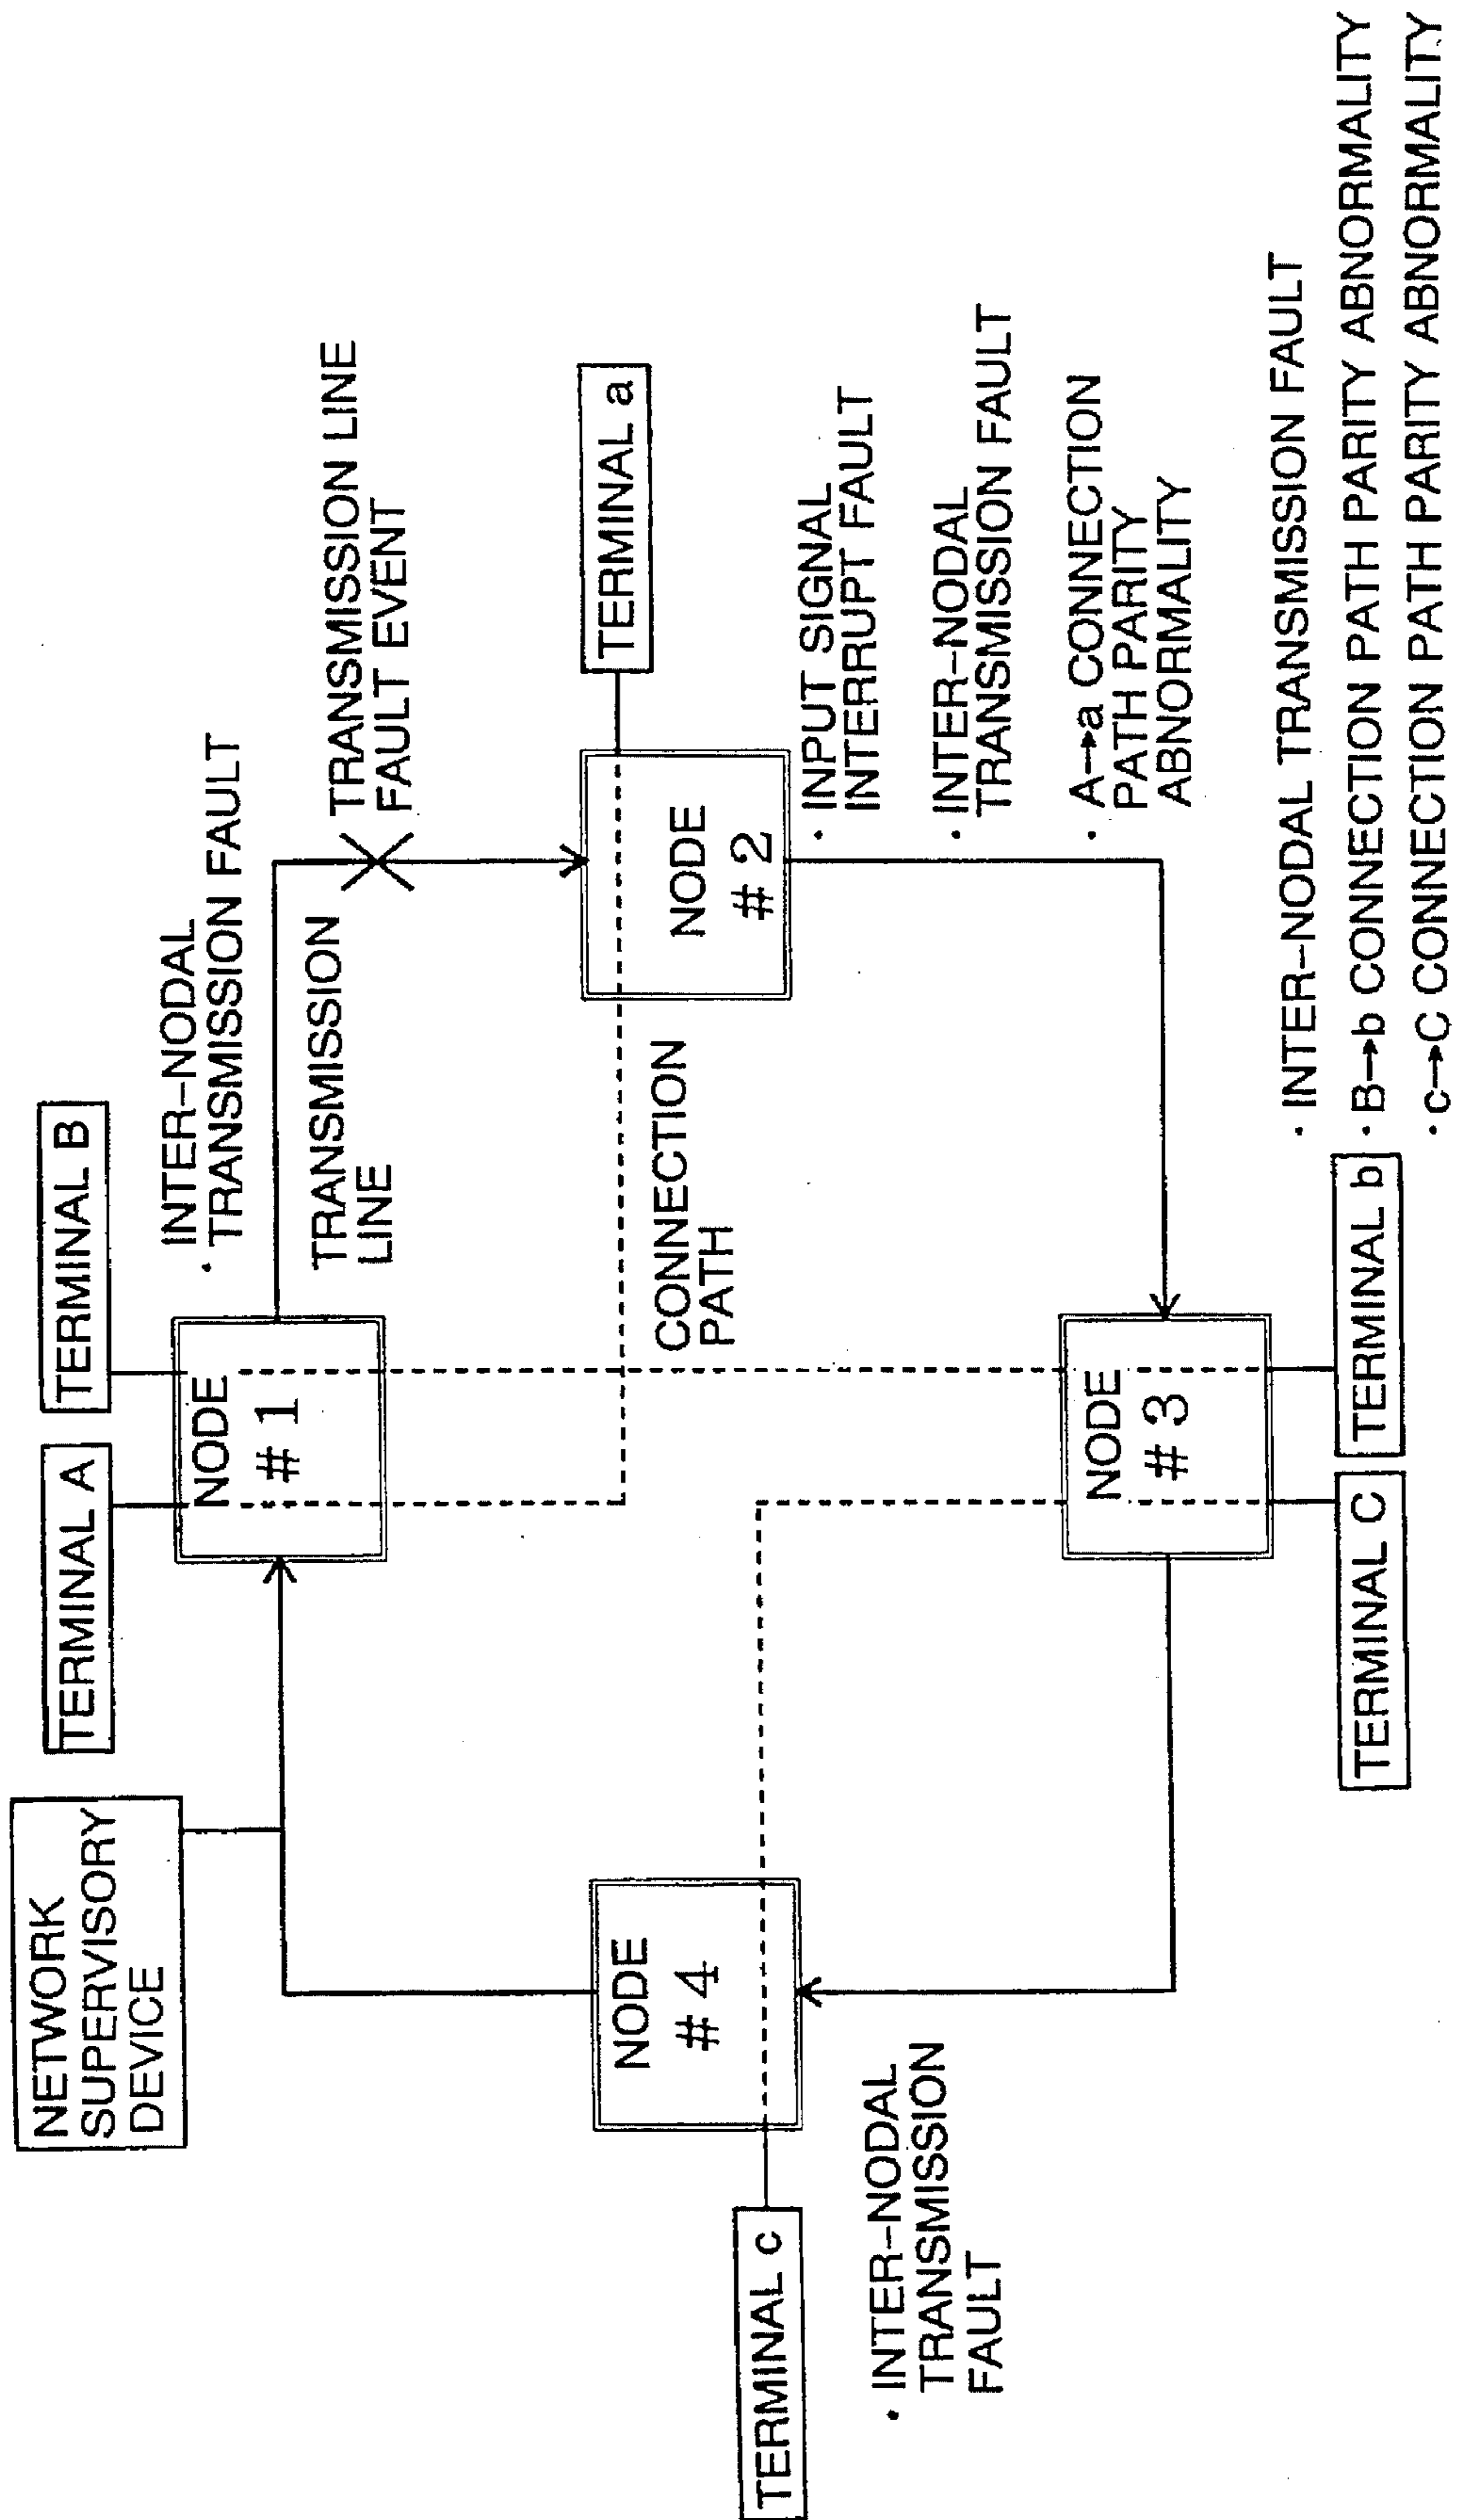 NETWORK
SUPERVISORY
DEVICE
TERMINAL A
TERMINAL B
NODE
# 1
· INTER-NODAL
TRANSMISSION FAULT
TRANSMISSION
LINE
TRANSMISSION LINE
FAULT EVENT
TERMINAL a
NODE
# 2
CONNECTION
PATH
· INPUT SIGNAL
INTERRUPT FAULT
· INTER-NODAL
TRANSMISSION FAULT
· A→a CONNECTION
PATH PARITY
ABNORMALITY
TERMINAL c
NODE
# 4
· INTER-NODAL
TRANSMISSION
FAULT
NODE
# 3
TERMINAL C
TERMINAL b
· INTER-NODAL TRANSMISSION FAULT
· B→b CONNECTION PATH PARITY ABNORMALITY
· c→C CONNECTION PATH PARITY ABNORMALITY